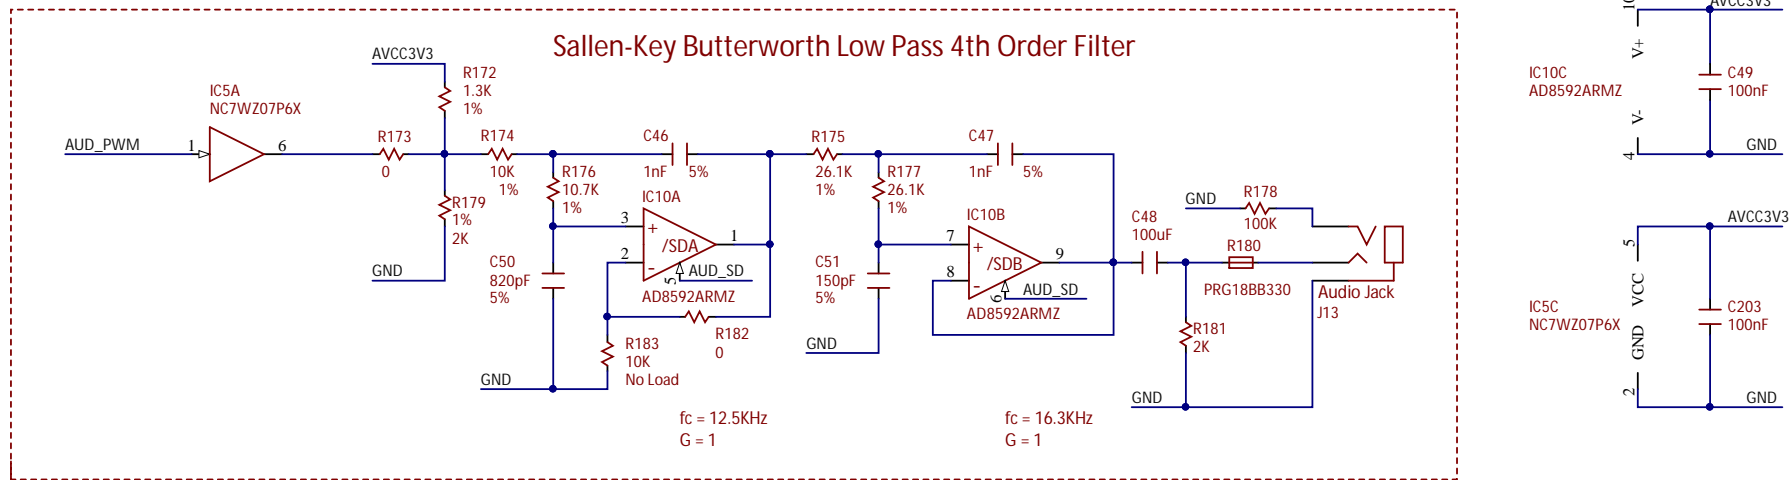 Sallen-Key Butterworth Low Pass 4th Order Filter
AVCC3V3
R172
1.3K
1%
IC5A
NC7WZ07P6X
AUD_PWM
1
6
R173
0
R174
10K
1%
C46
1nF
5%
R175
26.1K
1%
C47
1nF
5%
R176
10.7K
1%
R177
26.1K
1%
R179
1%
2K
GND
IC10A
3
+
/SDA
1
2
-
5
AUD_SD
AD8592ARMZ
C50
820pF
5%
R182
0
R183
10K
No Load
GND
fc = 12.5KHz
G = 1
IC10B
7
+
/SDB
9
8
-
6
AUD_SD
AD8592ARMZ
C51
150pF
5%
GND
fc = 16.3KHz
G = 1
C48
100uF
GND
R178
100K
R180
PRG18BB330
Audio Jack
J13
R181
2K
GND
10
AVCC3V3
V+
IC10C
AD8592ARMZ
C49
100nF
V-
4
GND
AVCC3V3
5
VCC
IC5C
NC7WZ07P6X
C203
100nF
GND
2
GND